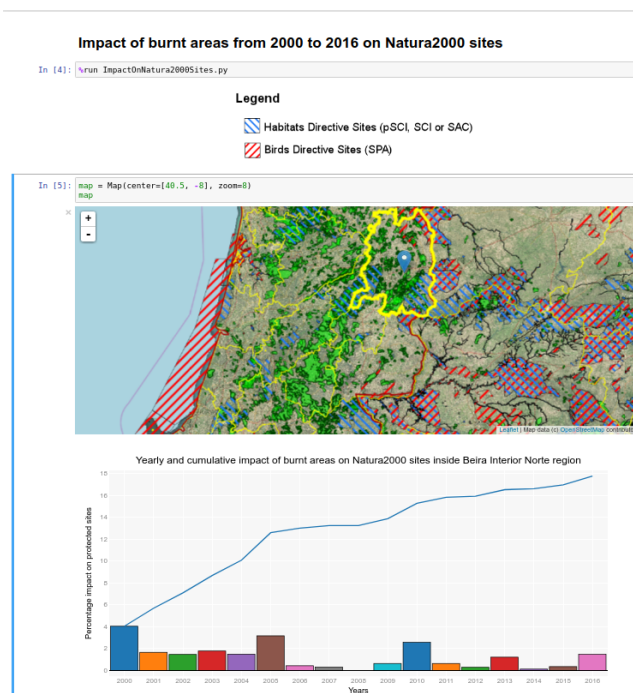 Impact of burnt areas from 2000 to 2016 on Natura2000 sites
In [4]: %run ImpactOnNatura2000Sites.py
Legend
Habitats Directive Sites (pSCI, SCI or SAC)
Birds Directive Sites (SPA)
In [5]: map = Map(center=[40.5, -8], zoom=8)
map
×
+
-
Leaflet | Map data (c) OpenStreetMap contribu
Yearly and cumulative impact of burnt areas on Natura2000 sites inside Beira Interior Norte region
Percentage impact on protected sites
18
16
14
12
10
8
6
4
2
0
2000 2001 2002 2003 2004 2005 2006 2007 2008 2009 2010 2011 2012 2013 2014 2015 2016
Years